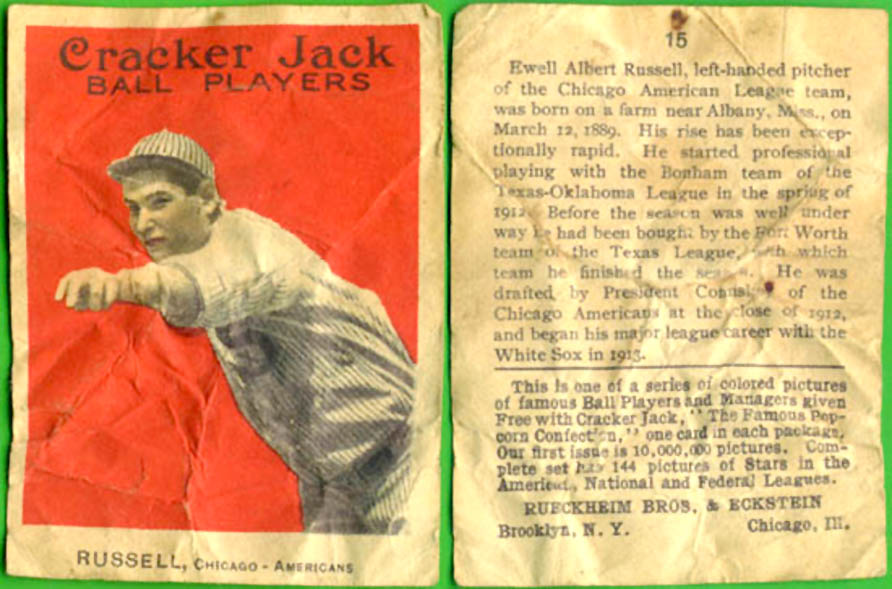 Cracker Jack
BALL PLAYERS
RUSSELL, CHICAGO - AMERICANS
15
Ewell Albert Russell, left-handed pitcher
of the Chicago American League team,
was born on a farm near Albany, Miss., on
March 12, 1889. His rise has been excep-
tionally rapid. He started professional
playing with the Bonham team of the
Texas-Oklahoma League in the spring of
1912. Before the season was well under
way he had been bought by the Fort Worth
team of the Texas League, with which
team he finished the season. He was
drafted by President Comiskey of the
Chicago Americans at the close of 1912,
and began his major league career with the
White Sox in 1913.
This is one of a series of colored pictures
of famous Ball Players and Managers given
Free with Cracker Jack, "The Famous Pop-
corn Confection," one card in each package.
Our first issue is 10,000,000 pictures. Com-
plete set has 144 pictures of Stars in the
American, National and Federal Leagues.
RUECKHEIM BROS. & ECKSTEIN
Brooklyn, N. Y. Chicago, Ill.